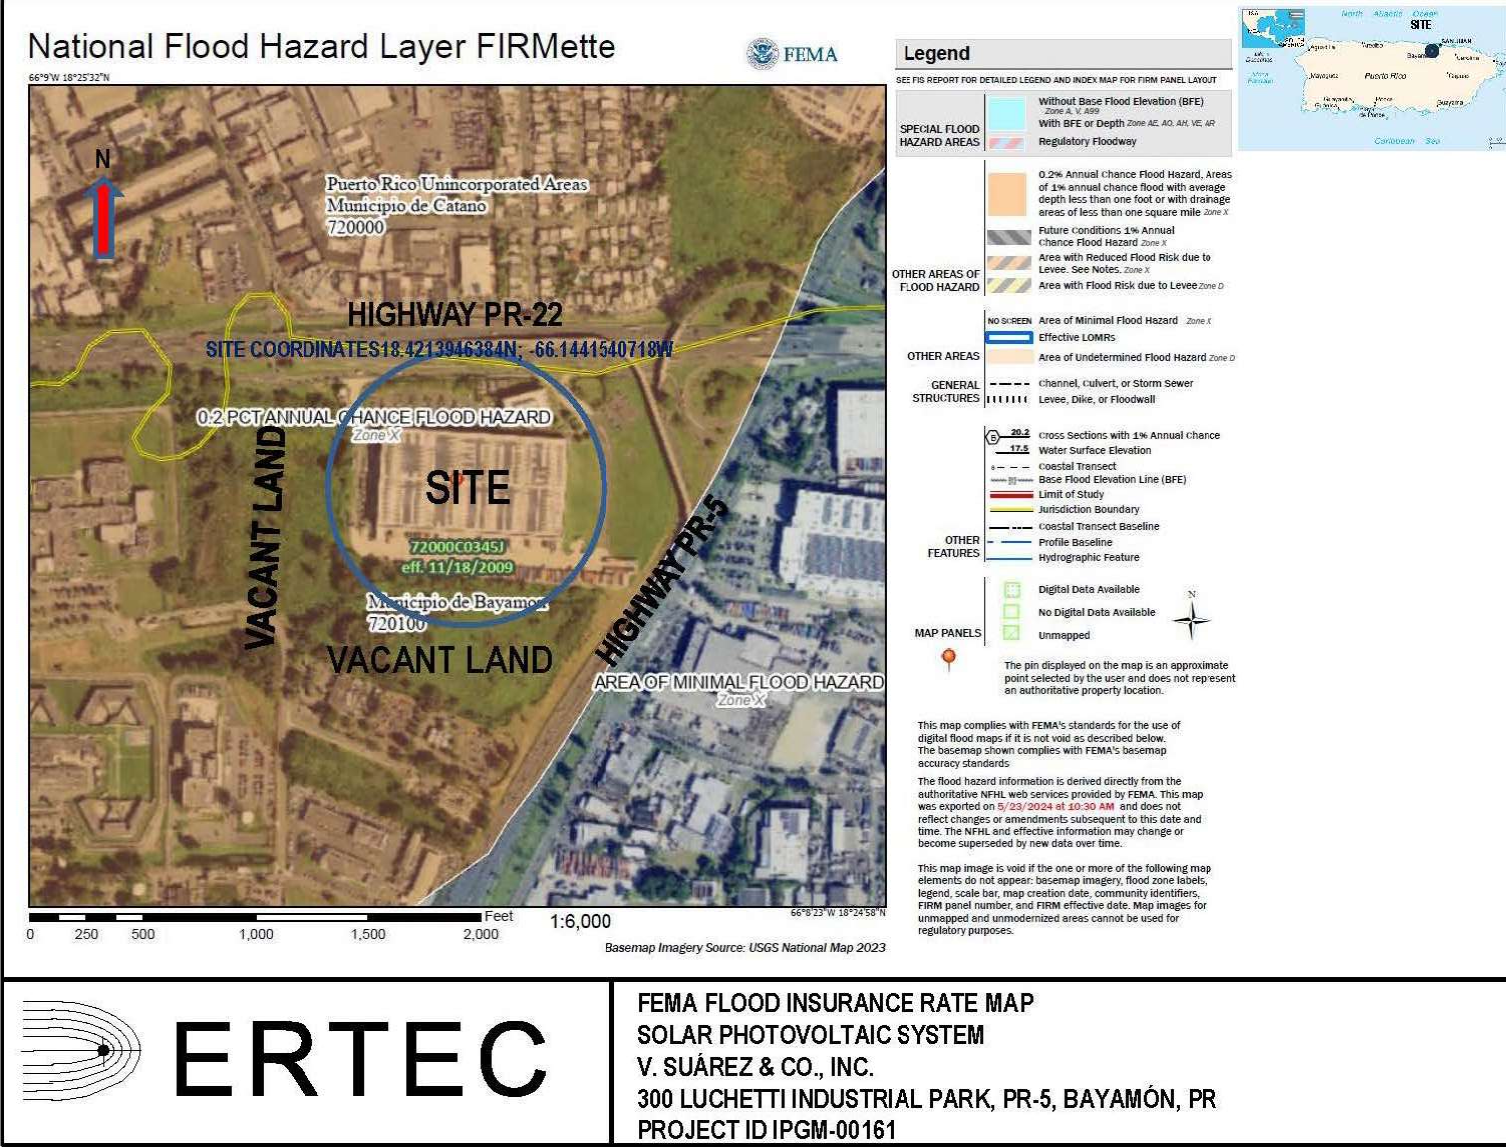 National Flood Hazard Layer FIRMette
FEMA
66°9'W 18°25'32"N
N
Puerto Rico Unincorporated Areas
Municipio de Catano
720000
HIGHWAY PR-22
SITE COORDINATES18.4213946384N; -66.1441540718W
0.2 PCT ANNUAL CHANCE FLOOD HAZARD
Zone X
VACANT LAND
SITE
72000C0345J
eff. 11/18/2009
Municipio de Bayamon
720100
VACANT LAND
HIGHWAY PR-5
AREA OF MINIMAL FLOOD HAZARD
Zone X
Feet
0 250 500 1,000 1,500 2,000
1:6,000
66°8'23"W 18°24'58"N
Basemap Imagery Source: USGS National Map 2023
Legend
SEE FIS REPORT FOR DETAILED LEGEND AND INDEX MAP FOR FIRM PANEL LAYOUT
SPECIAL FLOOD
HAZARD AREAS
Without Base Flood Elevation (BFE)
Zone A, V, A99
With BFE or Depth Zone AE, AO, AH, VE, AR
Regulatory Floodway
0.2% Annual Chance Flood Hazard, Areas
of 1% annual chance flood with average
depth less than one foot or with drainage
areas of less than one square mile Zone X
Future Conditions 1% Annual
Chance Flood Hazard Zone X
Area with Reduced Flood Risk due to
Levee. See Notes. Zone X
Area with Flood Risk due to Levee Zone D
OTHER AREAS OF
FLOOD HAZARD
NO SCREEN Area of Minimal Flood Hazard Zone X
Effective LOMRs
OTHER AREAS
Area of Undetermined Flood Hazard Zone D
GENERAL
STRUCTURES
Channel, Culvert, or Storm Sewer
Levee, Dike, or Floodwall
B 20.2 Cross Sections with 1% Annual Chance
17.5 Water Surface Elevation
8 Coastal Transect
Base Flood Elevation Line (BFE)
Limit of Study
Jurisdiction Boundary
Coastal Transect Baseline
OTHER
FEATURES
Profile Baseline
Hydrographic Feature
Digital Data Available
No Digital Data Available
Unmapped
N
MAP PANELS
The pin displayed on the map is an approximate
point selected by the user and does not represent
an authoritative property location.
This map complies with FEMA's standards for the use of
digital flood maps if it is not void as described below.
The basemap shown complies with FEMA's basemap
accuracy standards
The flood hazard information is derived directly from the
authoritative NFHL web services provided by FEMA. This map
was exported on 5/23/2024 at 10:30 AM and does not
reflect changes or amendments subsequent to this date and
time. The NFHL and effective information may change or
become superseded by new data over time.
This map image is void if the one or more of the following map
elements do not appear: basemap imagery, flood zone labels,
legend, scale bar, map creation date, community identifiers,
FIRM panel number, and FIRM effective date. Map images for
unmapped and unmodernized areas cannot be used for
regulatory purposes.
North Atlantic Ocean
SITE
SAN JUAN
Arecibo
Bayamon
Carolina
Mayaguez
Puerto Rico
Caguas
Ponce
Guayama
Caribbean Sea
ERTEC
FEMA FLOOD INSURANCE RATE MAP
SOLAR PHOTOVOLTAIC SYSTEM
V. SUÁREZ & CO., INC.
300 LUCHETTI INDUSTRIAL PARK, PR-5, BAYAMÓN, PR
PROJECT ID IPGM-00161